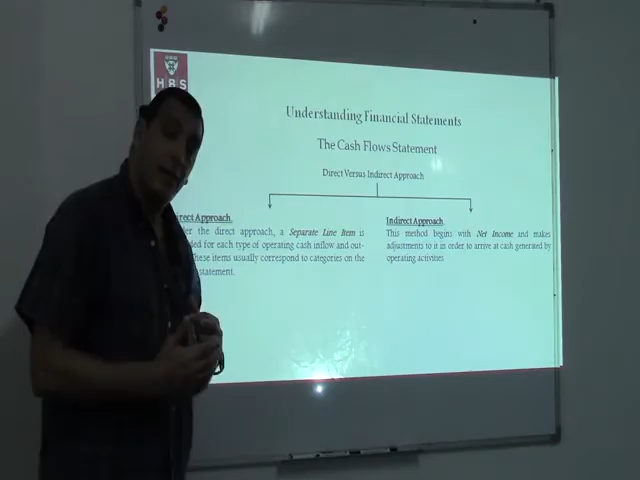 HBS
Understanding Financial Statements
The Cash Flows Statement
Direct Versus Indirect Approach
rect Approach.
er the direct approach, a Separate Line Item is
ded for each type of operating cash inflow and out-
hese items usually correspond to categories on the
statement.
Indirect Approach
This method begins with Net Income and makes
adjustments to it in order to arrive at cash generated by
operating activities